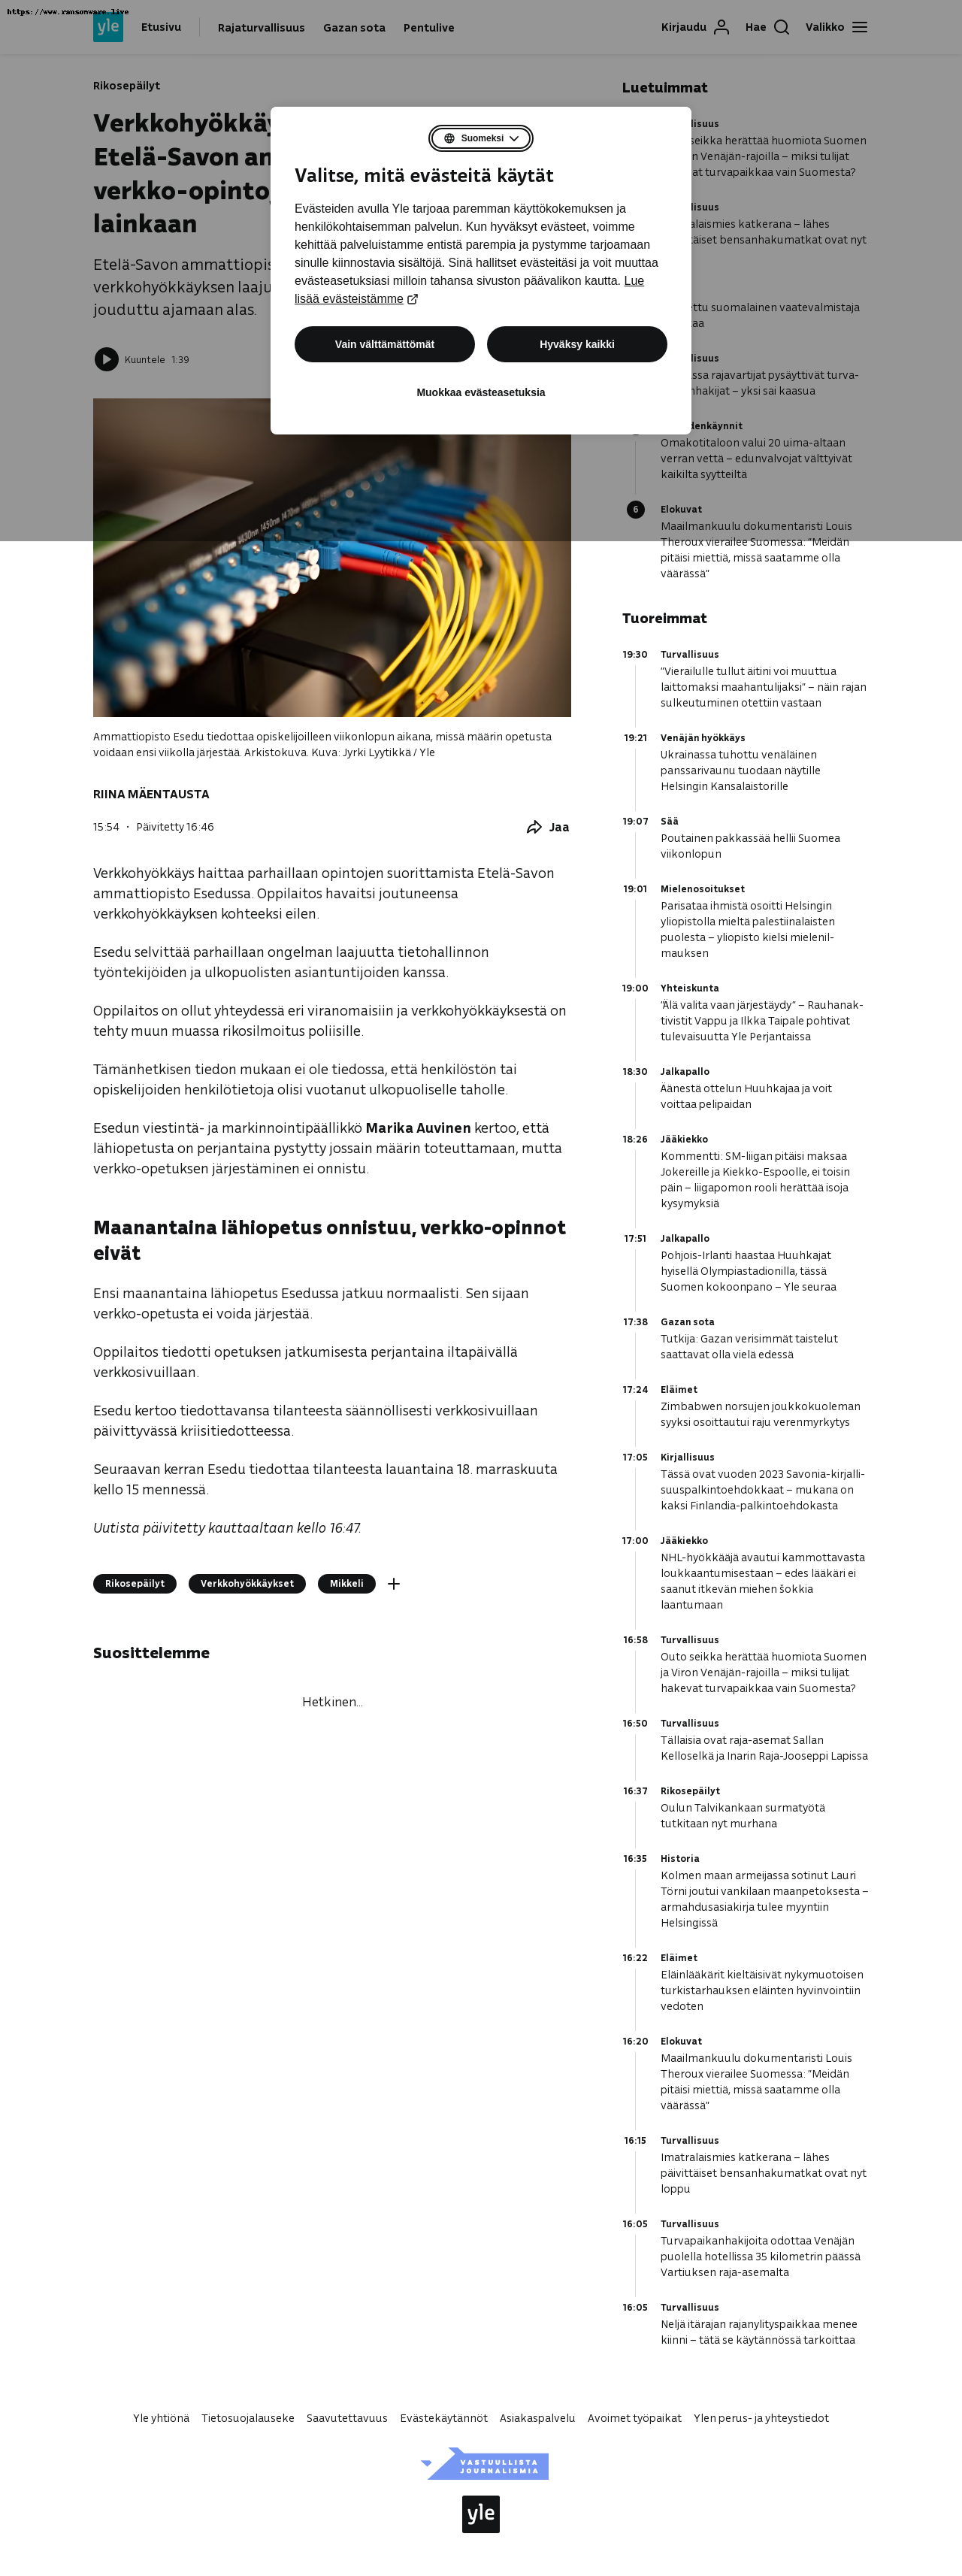 https://www.ransomware.live
yle
Etusivu
Rajaturvallisuus
Gazan sota
Pentulive
Kirjaudu
Hae
Valikko
Rikosepäilyt
Verkkohyökkäy
Etelä-Savon am
verkko-opinto
lainkaan
Etelä-Savon ammattiopis
verkkohyökkäyksen laaju
jouduttu ajamaan alas.
Kuuntele 1:39
Suomeksi
Valitse, mitä evästeitä käytät
Evästeiden avulla Yle tarjoaa paremman käyttökokemuksen ja
henkilökohtaisemman palvelun. Kun hyväksyt evästeet, voimme
kehittää palveluistamme entistä parempia ja pystymme tarjoamaan
sinulle kiinnostavia sisältöjä. Sinä hallitset evästeitäsi ja voit muuttaa
evästeasetuksiasi milloin tahansa sivuston päävalikon kautta. Lue
lisää evästeistämme
Vain välttämättömät
Hyväksy kaikki
Muokkaa evästeasetuksia
Ammattiopisto Esedu tiedottaa opiskelijoilleen viikonlopun aikana, missä määrin opetusta
voidaan ensi viikolla järjestää. Arkistokuva. Kuva: Jyrki Lyytikkä / Yle
RIINA MÄENTAUSTA
15:54 · Päivitetty 16:46
Jaa
Verkkohyökkäys haittaa parhaillaan opintojen suorittamista Etelä-Savon
ammattiopisto Esedussa. Oppilaitos havaitsi joutuneensa
verkkohyökkäyksen kohteeksi eilen.
Esedu selvittää parhaillaan ongelman laajuutta tietohallinnon
työntekijöiden ja ulkopuolisten asiantuntijoiden kanssa.
Oppilaitos on ollut yhteydessä eri viranomaisiin ja verkkohyökkäyksestä on
tehty muun muassa rikosilmoitus poliisille.
Tämänhetkisen tiedon mukaan ei ole tiedossa, että henkilöstön tai
opiskelijoiden henkilötietoja olisi vuotanut ulkopuoliselle taholle.
Esedun viestintä- ja markkinnointipäällikkö Marika Auvinen kertoo, että
lähiopetusta on perjantaina pystytty jossain määrin toteuttamaan, mutta
verkko-opetuksen järjestäminen ei onnistu.
Maanantaina lähiopetus onnistuu, verkko-opinnot
eivät
Ensi maanantaina lähiopetus Esedussa jatkuu normaalisti. Sen sijaan
verkko-opetusta ei voida järjestää.
Oppilaitos tiedotti opetuksen jatkumisesta perjantaina iltapäivällä
verkkosivuillaan.
Esedu kertoo tiedottavansa tilanteesta säännöllisesti verkkosivuillaan
päivittyvässä kriisitiedotteessa.
Seuraavan kerran Esedu tiedottaa tilanteesta lauantaina 18. marraskuuta
kello 15 mennessä.
Uutista päivitetty kauttaaltaan kello 16:47.
Rikosepäilyt
Verkkohyökkäykset
Mikkeli
Suosittelemme
Hetkinen...
Luetuimmat
llisuus
seikka herättää huomiota Suomen
n Venäjän-rajoilla – miksi tulijat
at turvapaikkaa vain Suomesta?
llisuus
alaismies katkerana – lähes
täiset bensanhakumatkat ovat nyt
ettu suomalainen vaatevalmistaja
taa
llisuus
assa rajavartijat pysäyttivät turva-
nhakijat – yksi sai kaasua
denkäynnit
Omakotitaloon valui 20 uima-altaan
verran vettä – edunvalvojat välttyivät
kaikilta syytteiltä
6
Elokuvat
Maailmankuulu dokumentaristi Louis
Theroux vierailee Suomessa: "Meidän
pitäisi miettiä, missä saatamme olla
väärässä"
Tuoreimmat
19:30 Turvallisuus
"Vierailulle tullut äitini voi muuttua
laittomaksi maahantulijaksi" – näin rajan
sulkeutuminen otettiin vastaan
19:21 Venäjän hyökkäys
Ukrainassa tuhottu venäläinen
panssarivaunu tuodaan näytille
Helsingin Kansalaistorille
19:07 Sää
Poutainen pakkassää hellii Suomea
viikonlopun
19:01 Mielenosoitukset
Parisataa ihmistä osoitti Helsingin
yliopistolla mieltä palestiinalaisten
puolesta – yliopisto kielsi mielenil-
mauksen
19:00 Yhteiskunta
"Älä valita vaan järjestäydy" – Rauhanak-
tivistit Vappu ja Ilkka Taipale pohtivat
tulevaisuutta Yle Perjantaissa
18:30 Jalkapallo
Äänestä ottelun Huuhkajaa ja voit
voittaa pelipaidan
18:26 Jääkiekko
Kommentti: SM-liigan pitäisi maksaa
Jokereille ja Kiekko-Espoolle, ei toisin
päin – liigapomon rooli herättää isoja
kysymyksiä
17:51 Jalkapallo
Pohjois-Irlanti haastaa Huuhkajat
hyisellä Olympiastadionilla, tässä
Suomen kokoonpano – Yle seuraa
17:38 Gazan sota
Tutkija: Gazan verisimmät taistelut
saattavat olla vielä edessä
17:24 Eläimet
Zimbabwen norsujen joukkokuoleman
syyksi osoittautui raju verenmyrkytys
17:05 Kirjallisuus
Tässä ovat vuoden 2023 Savonia-kirjalli-
suuspalkintoehdokkaat – mukana on
kaksi Finlandia-palkintoehdokasta
17:00 Jääkiekko
NHL-hyökkääjä avautui kammottavasta
loukkaantumisestaan – edes lääkäri ei
saanut itkevän miehen šokkia
laantumaan
16:58 Turvallisuus
Outo seikka herättää huomiota Suomen
ja Viron Venäjän-rajoilla – miksi tulijat
hakevat turvapaikkaa vain Suomesta?
16:50 Turvallisuus
Tällaisia ovat raja-asemat Sallan
Kelloselkä ja Inarin Raja-Jooseppi Lapissa
16:37 Rikosepäilyt
Oulun Talvikankaan surmatyötä
tutkitaan nyt murhana
16:35 Historia
Kolmen maan armeijassa sotinut Lauri
Törni joutui vankilaan maanpetoksesta –
armahdusasiakirja tulee myyntiin
Helsingissä
16:22 Eläimet
Eläinlääkärit kieltäisivät nykymuotoisen
turkistarhauksen eläinten hyvinvointiin
vedoten
16:20 Elokuvat
Maailmankuulu dokumentaristi Louis
Theroux vierailee Suomessa: "Meidän
pitäisi miettiä, missä saatamme olla
väärässä"
16:15 Turvallisuus
Imatralaismies katkerana – lähes
päivittäiset bensanhakumatkat ovat nyt
loppu
16:05 Turvallisuus
Turvapaikanhakijoita odottaa Venäjän
puolella hotellissa 35 kilometrin päässä
Vartiuksen raja-asemalta
16:05 Turvallisuus
Neljä itärajan rajanylityspaikkaa menee
kiinni – tätä se käytännössä tarkoittaa
Yle yhtiönä Tietosuojalauseke Saavutettavuus Evästekäytännöt Asiakaspalvelu Avoimet työpaikat Ylen perus- ja yhteystiedot
VASTUULLISTA
JOURNALISMIA
yle